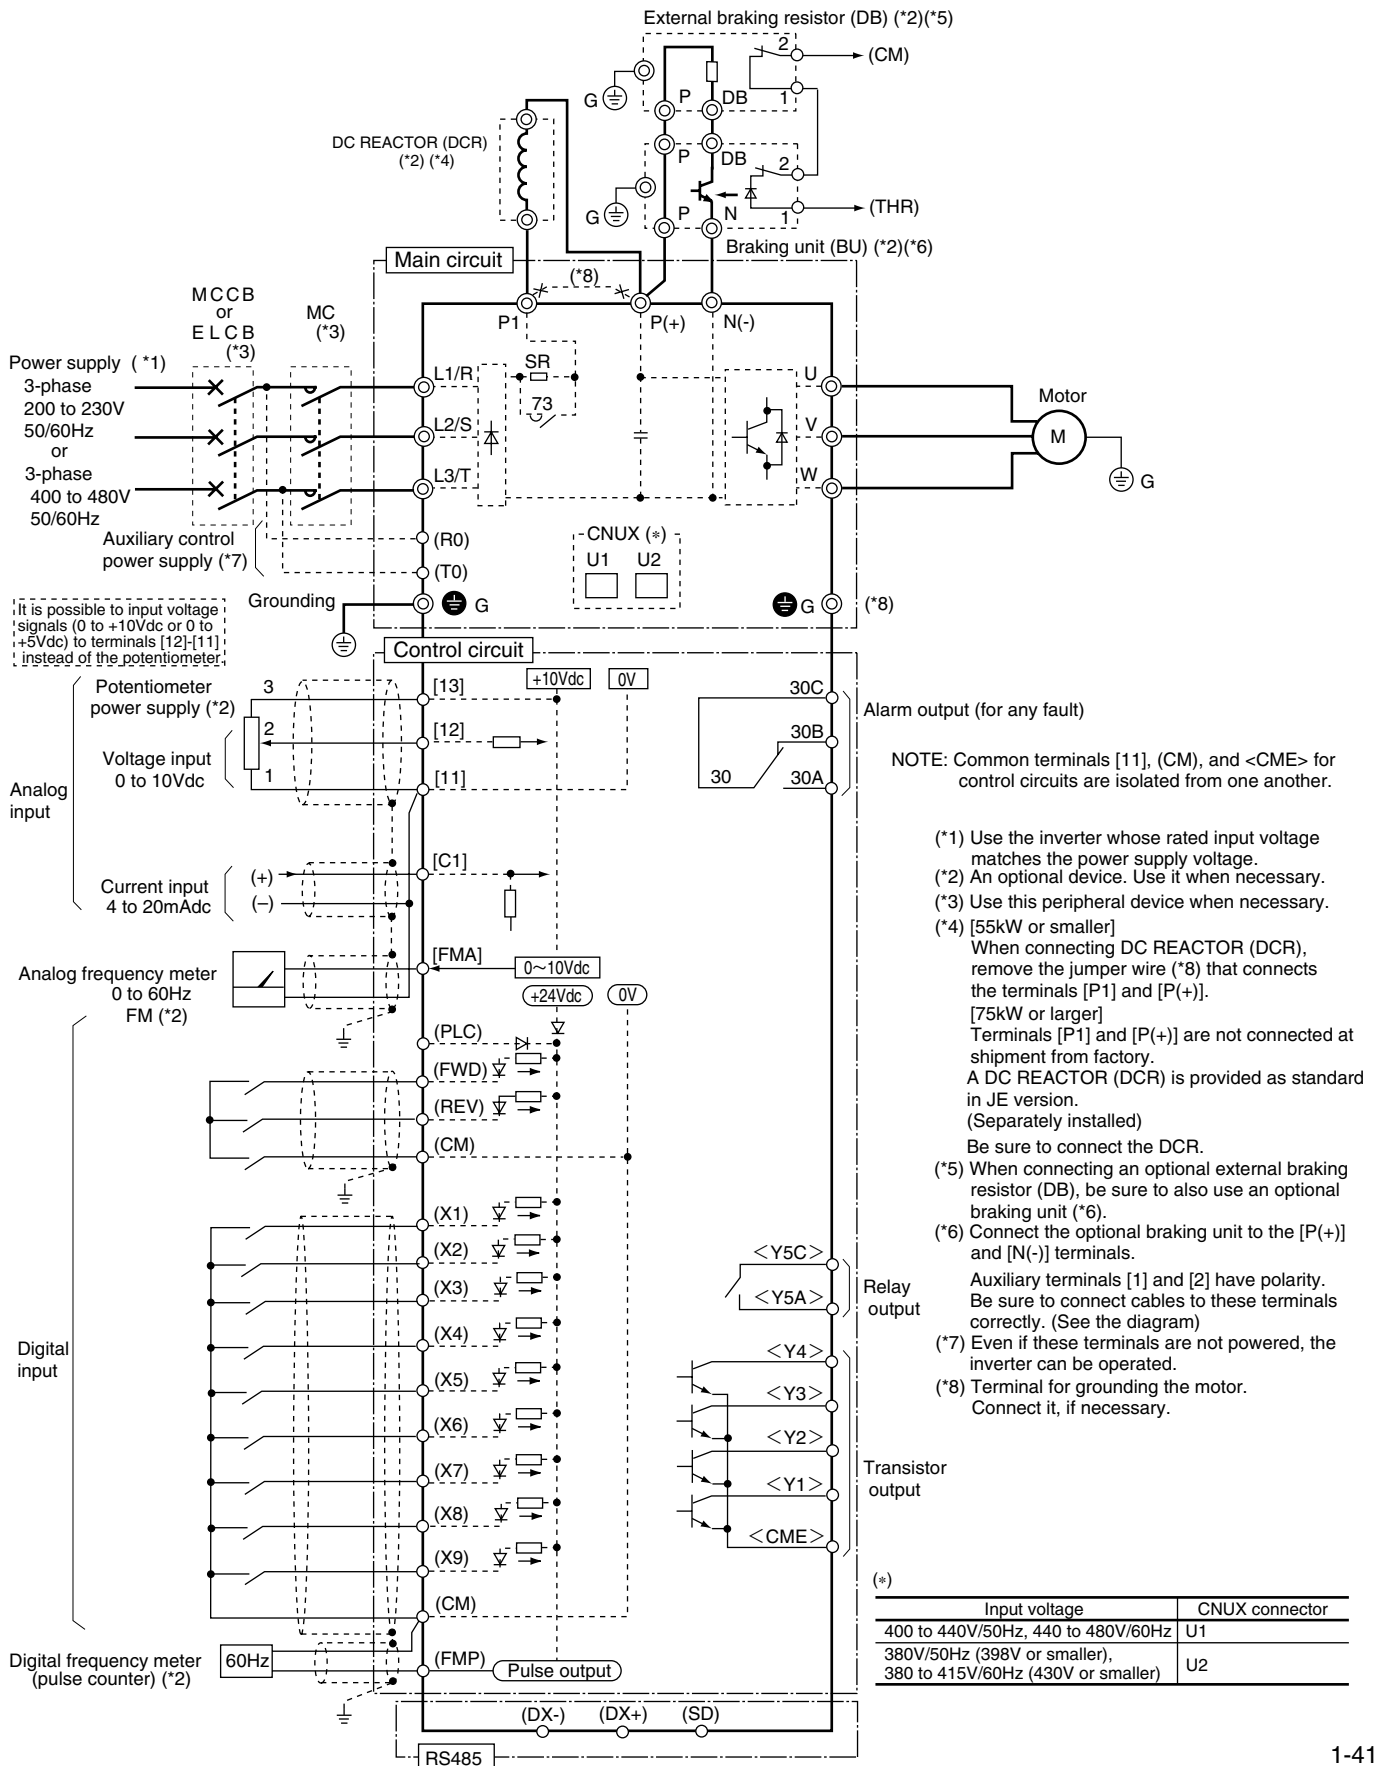 External braking resistor (DB) (*2)(*5)
2
(CM)
G
P
DB
1
DC REACTOR (DCR)
(*2) (*4)
P
DB
2
G
P
N
1
(THR)
Braking unit (BU) (*2)(*6)
Main circuit
(*8)
MCCB
or
ELCB
(*3)
MC
(*3)
P1
P(+)
N(-)
Power supply (*1)
3-phase
200 to 230V
50/60Hz
or
3-phase
400 to 480V
50/60Hz
L1/R
SR
73
L2/S
L3/T
U
V
W
Motor
M
G
Auxiliary control
power supply (*7)
(R0)
(T0)
CNUX (*)
U1 U2
Grounding
G
G
(*8)
It is possible to input voltage
signals (0 to +10Vdc or 0 to
+5Vdc) to terminals [12]-[11]
instead of the potentiometer.
Control circuit
Potentiometer
power supply (*2)
3
[13]
+10Vdc
0V
30C
Alarm output (for any fault)
2
[12]
30B
Voltage input
0 to 10Vdc
1
[11]
30
30A
Analog
input
Current input
4 to 20mAdc
(+)
(–)
[C1]
Analog frequency meter
0 to 60Hz
FM (*2)
[FMA]
0~10Vdc
+24Vdc
0V
(PLC)
(FWD)
(REV)
(CM)
(X1)
(X2)
(X3)
(X4)
(X5)
(X6)
(X7)
(X8)
(X9)
(CM)
Digital
input
<Y5C>
<Y5A>
Relay
output
<Y4>
<Y3>
<Y2>
<Y1>
<CME>
Transistor
output
Digital frequency meter
(pulse counter) (*2)
60Hz
(FMP)
Pulse output
(DX-) (DX+) (SD)
RS485
NOTE: Common terminals [11], (CM), and <CME> for
control circuits are isolated from one another.
(*1) Use the inverter whose rated input voltage
matches the power supply voltage.
(*2) An optional device. Use it when necessary.
(*3) Use this peripheral device when necessary.
(*4) [55kW or smaller]
When connecting DC REACTOR (DCR),
remove the jumper wire (*8) that connects
the terminals [P1] and [P(+)].
[75kW or larger]
Terminals [P1] and [P(+)] are not connected at
shipment from factory.
A DC REACTOR (DCR) is provided as standard
in JE version.
(Separately installed)
Be sure to connect the DCR.
(*5) When connecting an optional external braking
resistor (DB), be sure to also use an optional
braking unit (*6).
(*6) Connect the optional braking unit to the [P(+)]
and [N(-)] terminals.
Auxiliary terminals [1] and [2] have polarity.
Be sure to connect cables to these terminals
correctly. (See the diagram)
(*7) Even if these terminals are not powered, the
inverter can be operated.
(*8) Terminal for grounding the motor.
Connect it, if necessary.
(*)
Input voltage CNUX connector
400 to 440V/50Hz, 440 to 480V/60Hz U1
380V/50Hz (398V or smaller),
380 to 415V/60Hz (430V or smaller) U2
1-41